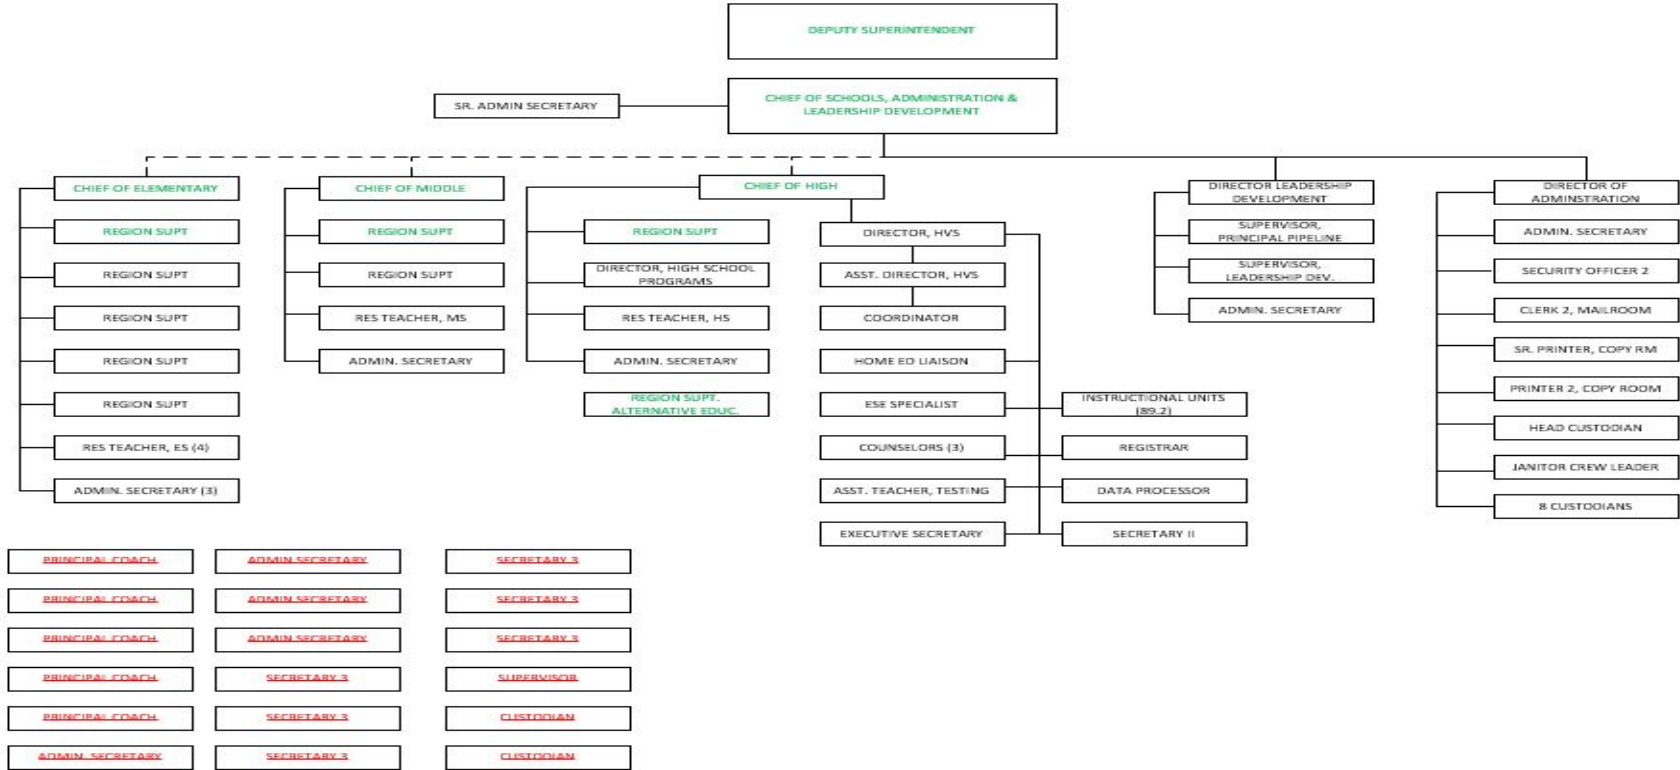 DEPUTY SUPERINTENDENT
SR. ADMIN SECRETARY
CHIEF OF SCHOOLS, ADMINISTRATION &
LEADERSHIP DEVELOPMENT
CHIEF OF ELEMENTARY
REGION SUPT
REGION SUPT
REGION SUPT
REGION SUPT
REGION SUPT
RES TEACHER, ES (4)
ADMIN. SECRETARY (3)
CHIEF OF MIDDLE
REGION SUPT
REGION SUPT
RES TEACHER, MS
ADMIN. SECRETARY
CHIEF OF HIGH
REGION SUPT
DIRECTOR, HIGH SCHOOL
PROGRAMS
RES TEACHER, HS
ADMIN. SECRETARY
REGION SUPT.
ALTERNATIVE EDUC.
DIRECTOR, HVS
ASST. DIRECTOR, HVS
COORDINATOR
HOME ED LIAISON
ESE SPECIALIST
COUNSELORS (3)
ASST. TEACHER, TESTING
EXECUTIVE SECRETARY
INSTRUCTIONAL UNITS
(89.2)
REGISTRAR
DATA PROCESSOR
SECRETARY II
DIRECTOR LEADERSHIP
DEVELOPMENT
SUPERVISOR,
PRINCIPAL PIPELINE
SUPERVISOR,
LEADERSHIP DEV.
ADMIN. SECRETARY
DIRECTOR OF
ADMINSTRATION
ADMIN. SECRETARY
SECURITY OFFICER 2
CLERK 2, MAILROOM
SR. PRINTER, COPY RM
PRINTER 2, COPY ROOM
HEAD CUSTODIAN
JANITOR CREW LEADER
8 CUSTODIANS
PRINCIPAL COACH
PRINCIPAL COACH
PRINCIPAL COACH
PRINCIPAL COACH
PRINCIPAL COACH
ADMIN. SECRETARY
ADMIN SECRETARY
ADMIN SECRETARY
ADMIN SECRETARY
SECRETARY 3
SECRETARY 3
SECRETARY 3
SECRETARY 3
SECRETARY 3
SECRETARY 3
SUPERVISOR
CUSTODIAN
CUSTODIAN